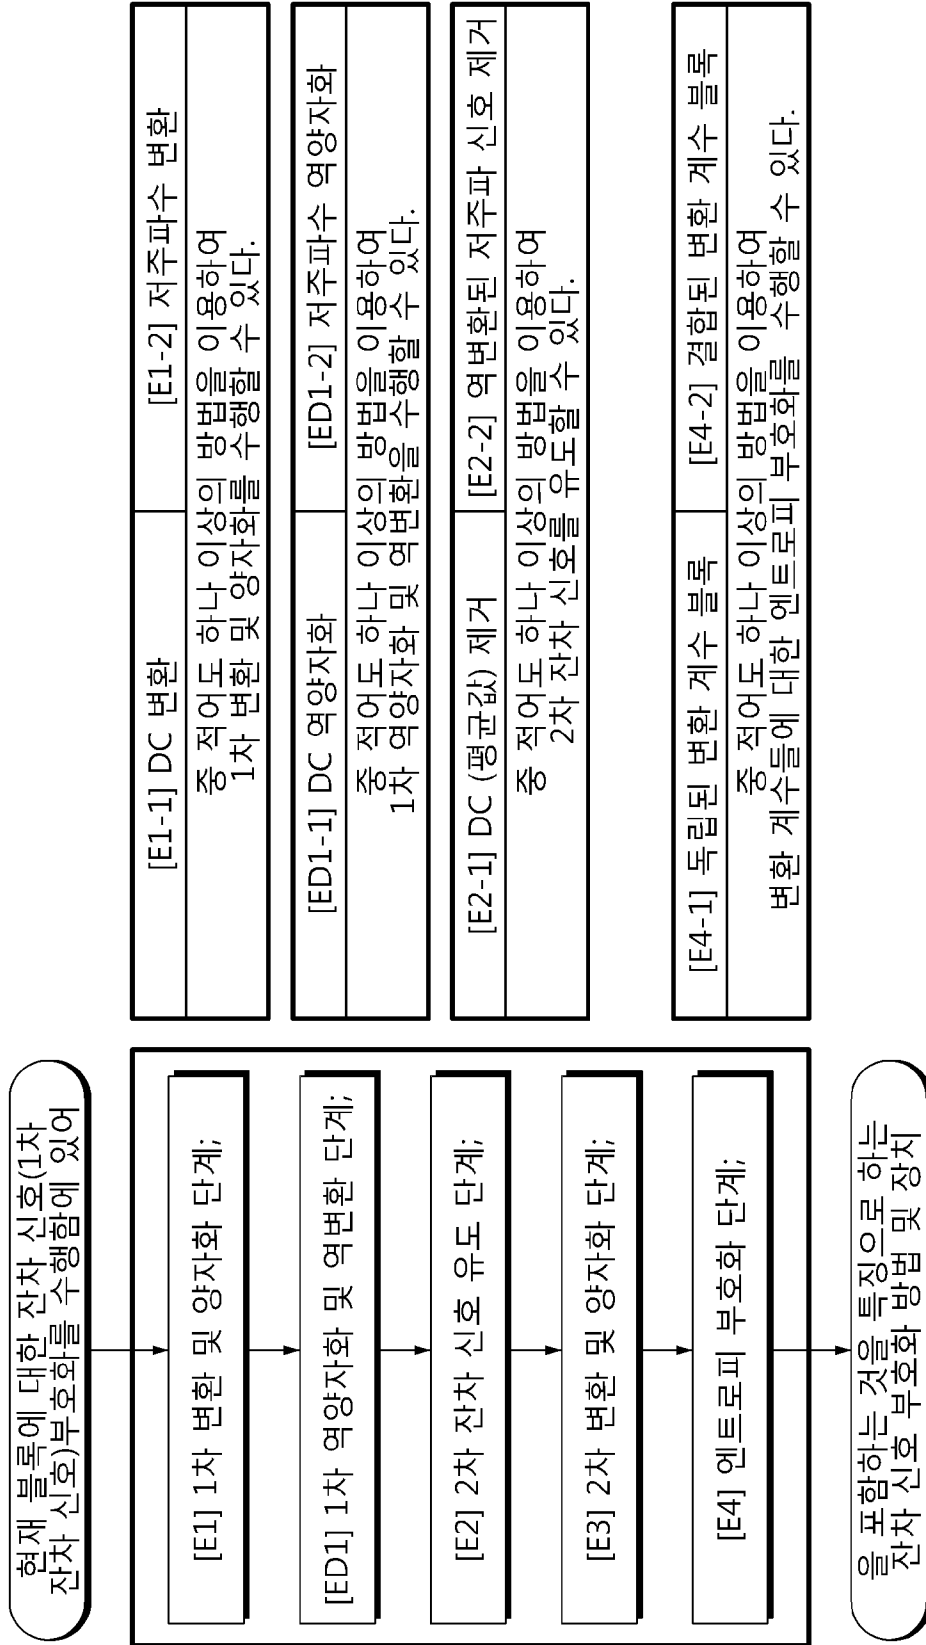 현재 블록에 대한 잔차 신호(1차
잔차 신호)부호화를 수행함에 있어
[E1] 1차 변환 및 양자화 단계;
[ED1] 1차 역양자화 및 역변환 단계;
[E2] 2차 잔차 신호 유도 단계;
[E3] 2차 변환 및 양자화 단계;
[E4] 엔트로피 부호화 단계;
을 포함하는 것을 특징으로 하는
잔차 신호 부호화 방법 및 장치
[E1-1] DC 변환
[E1-2] 저주파수 변환
중 적어도 하나 이상의 방법을 이용하여
1차 변환 및 양자화를 수행할 수 있다.
[ED1-1] DC 역양자화
[ED1-2] 저주파수 역양자화
중 적어도 하나 이상의 방법을 이용하여
1차 역양자화 및 역변환을 수행할 수 있다.
[E2-1] DC (평균값) 제거
[E2-2] 역변환된 저주파 신호 제거
중 적어도 하나 이상의 방법을 이용하여
2차 잔차 신호를 유도할 수 있다.
[E4-1] 독립된 변환 계수 블록
[E4-2] 결합된 변환 계수 블록
중 적어도 하나 이상의 방법을 이용하여
변환 계수들에 대한 엔트로피 부호화를 수행할 수 있다.